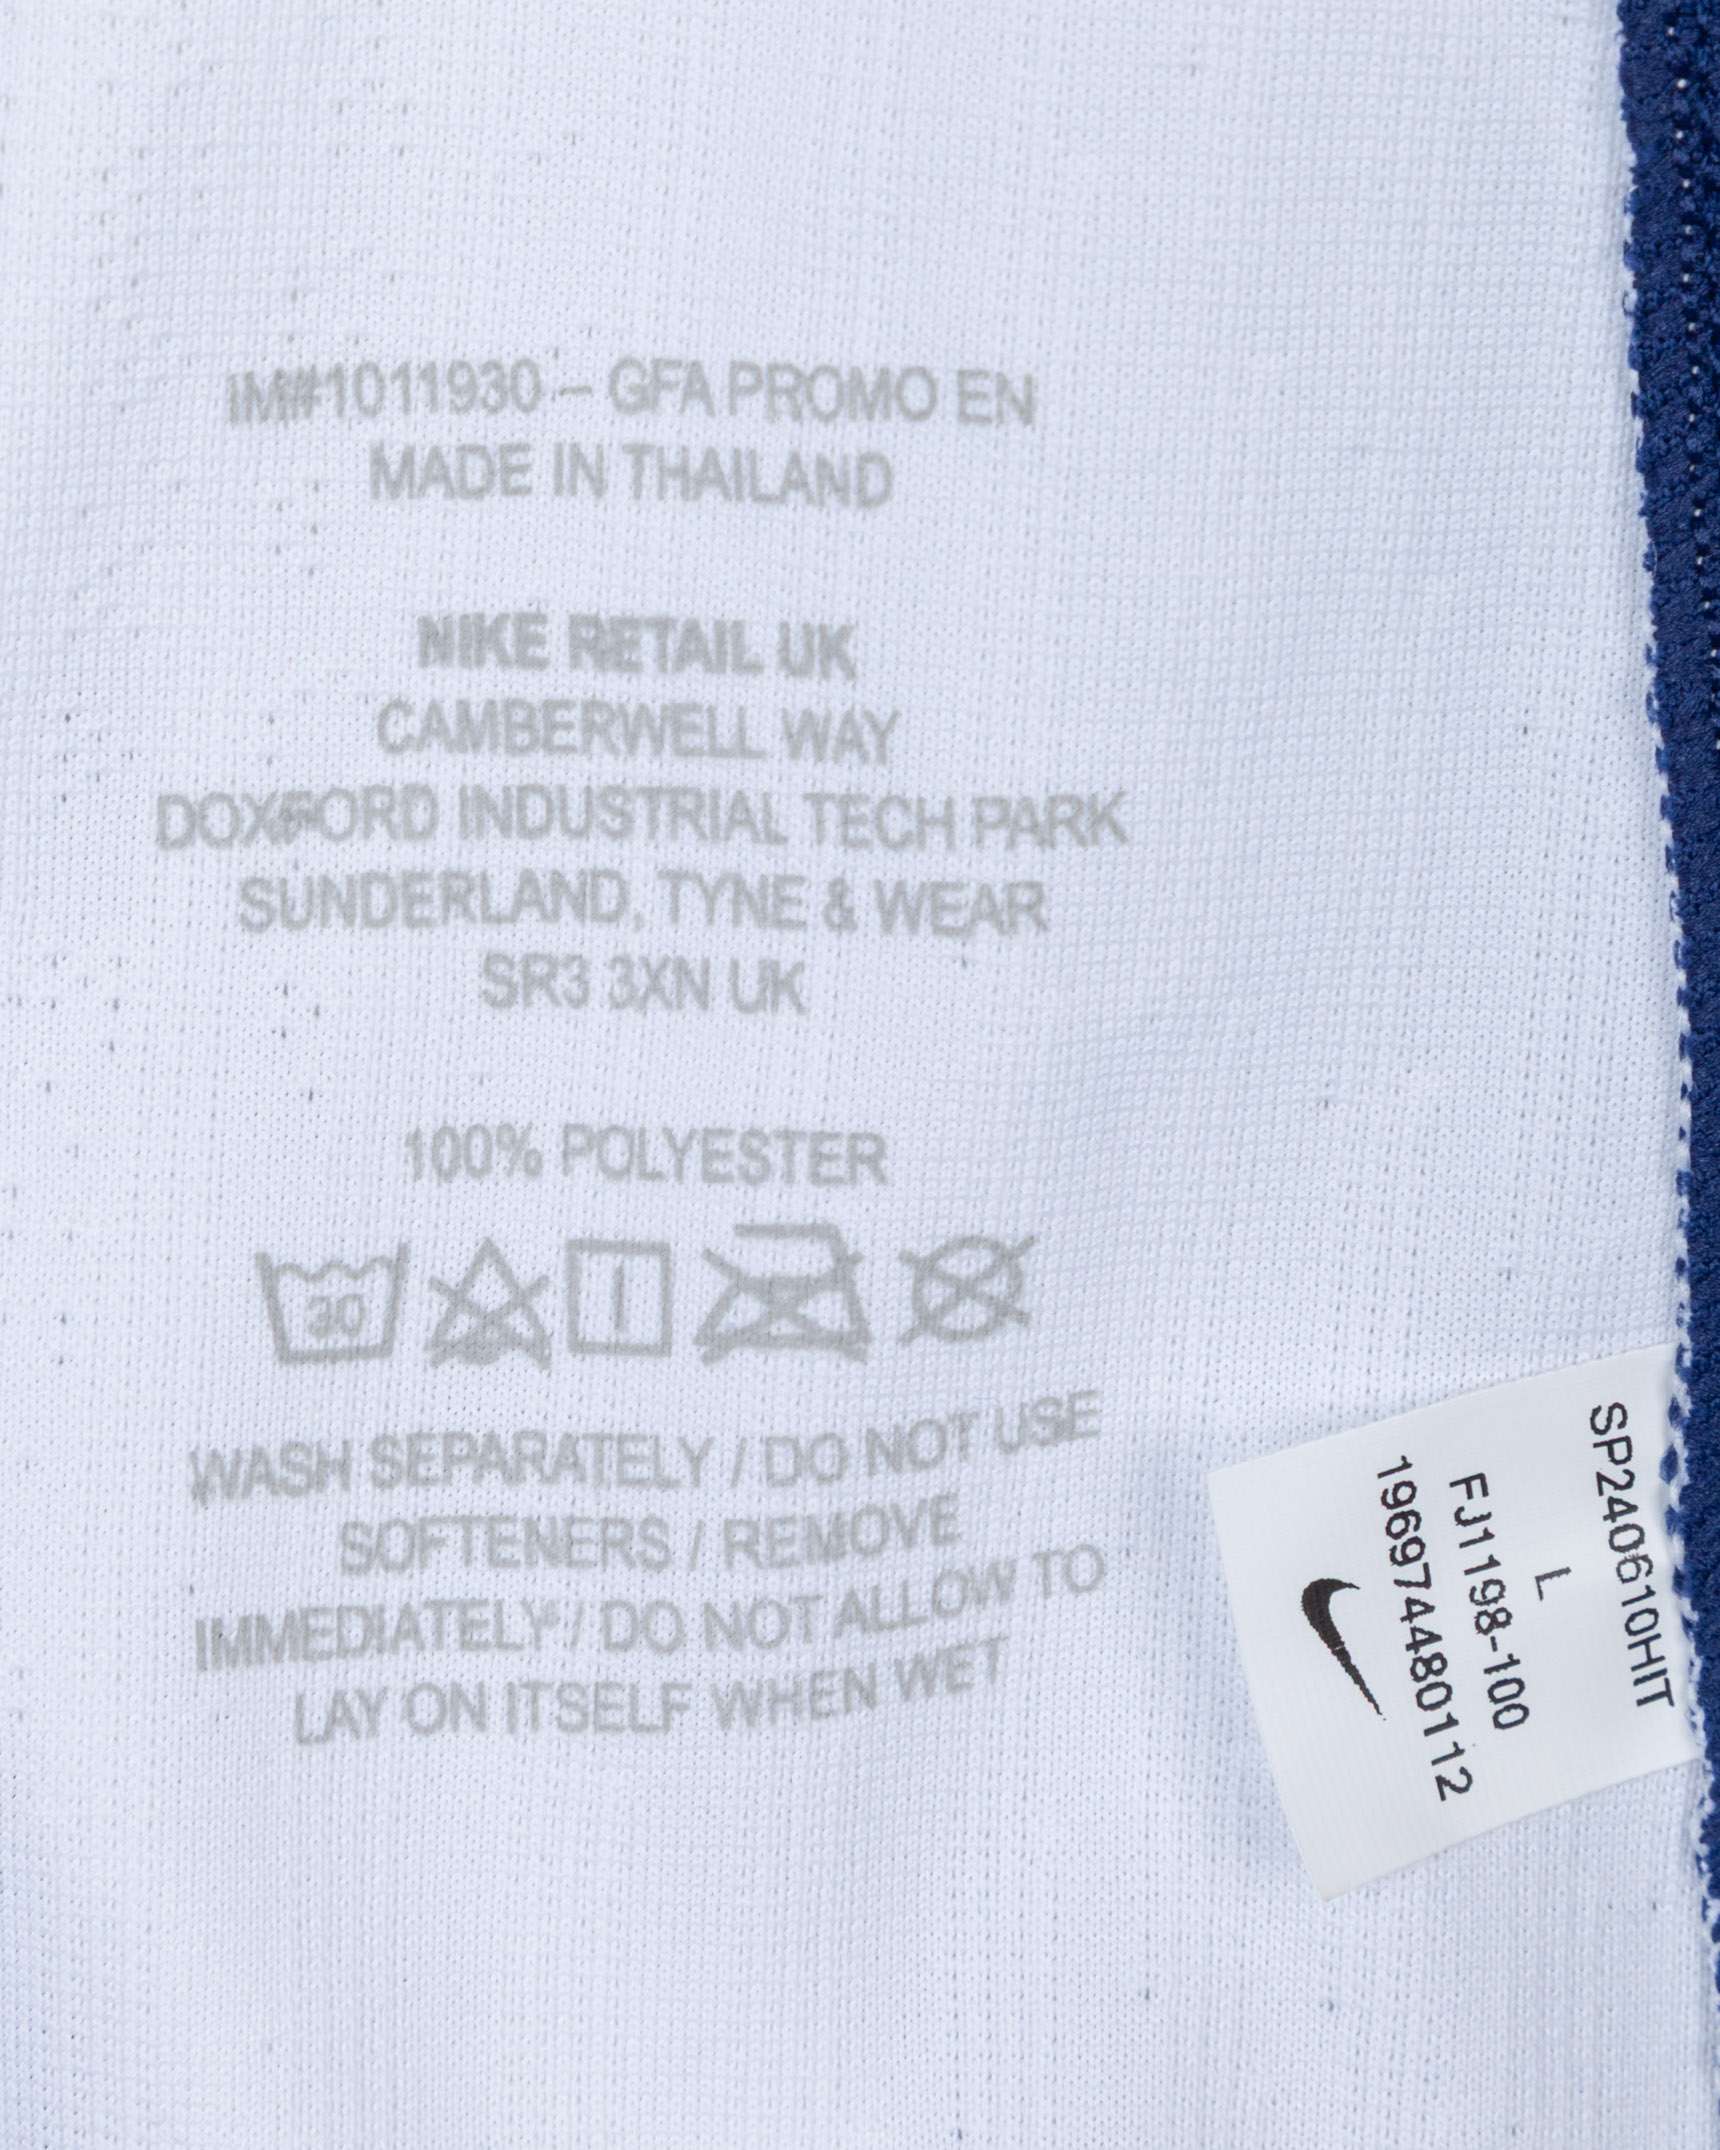 IM#1011930 – GFA PROMO EN
MADE IN THAILAND
NIKE RETAIL UK
CAMBERWELL WAY
DOXFORD INDUSTRIAL TECH PARK
SUNDERLAND, TYNE & WEAR
SR3 3XN UK
100% POLYESTER
30
WASH SEPARATELY / DO NOT USE
SOFTENERS / REMOVE
IMMEDIATELY / DO NOT ALLOW TO
LAY ON ITSELF WHEN WET
SP240610HIT
L
FJ1198-100
196974480112